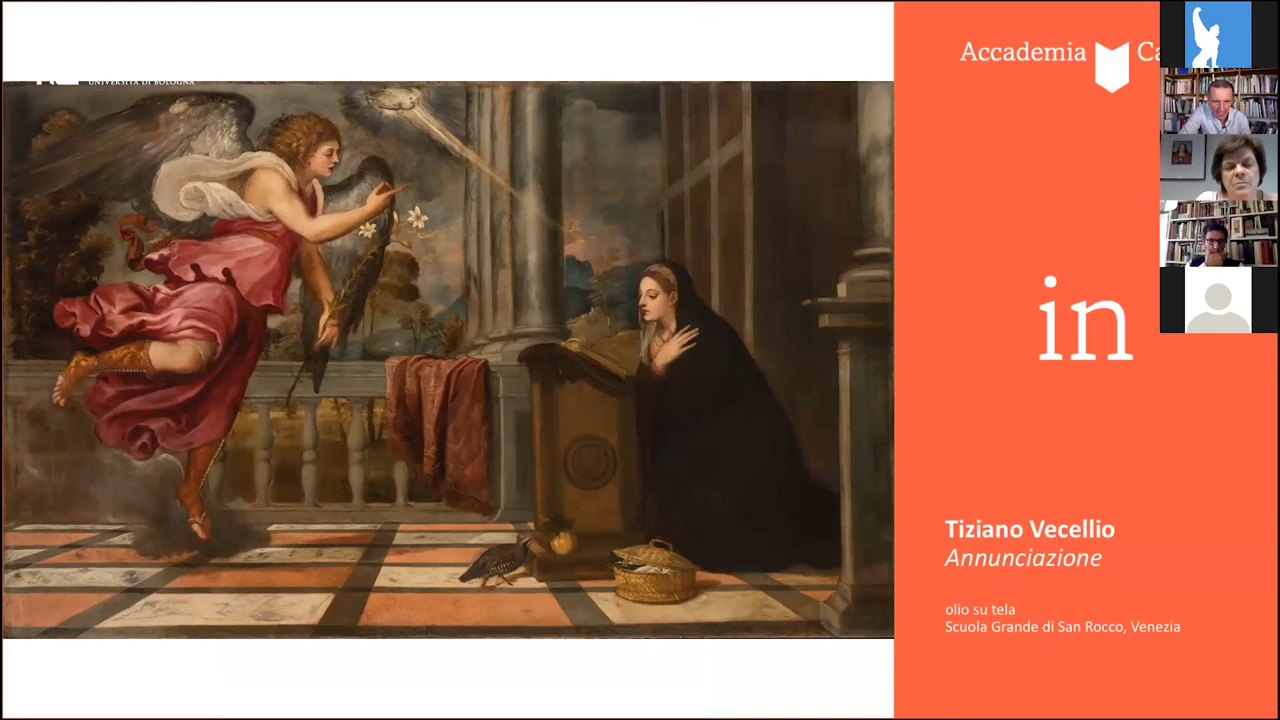 UNIVERSITÀ DI BOLOGNA
Accademia
in
Tiziano Vecellio
Annunciazione
olio su tela
Scuola Grande di San Rocco, Venezia